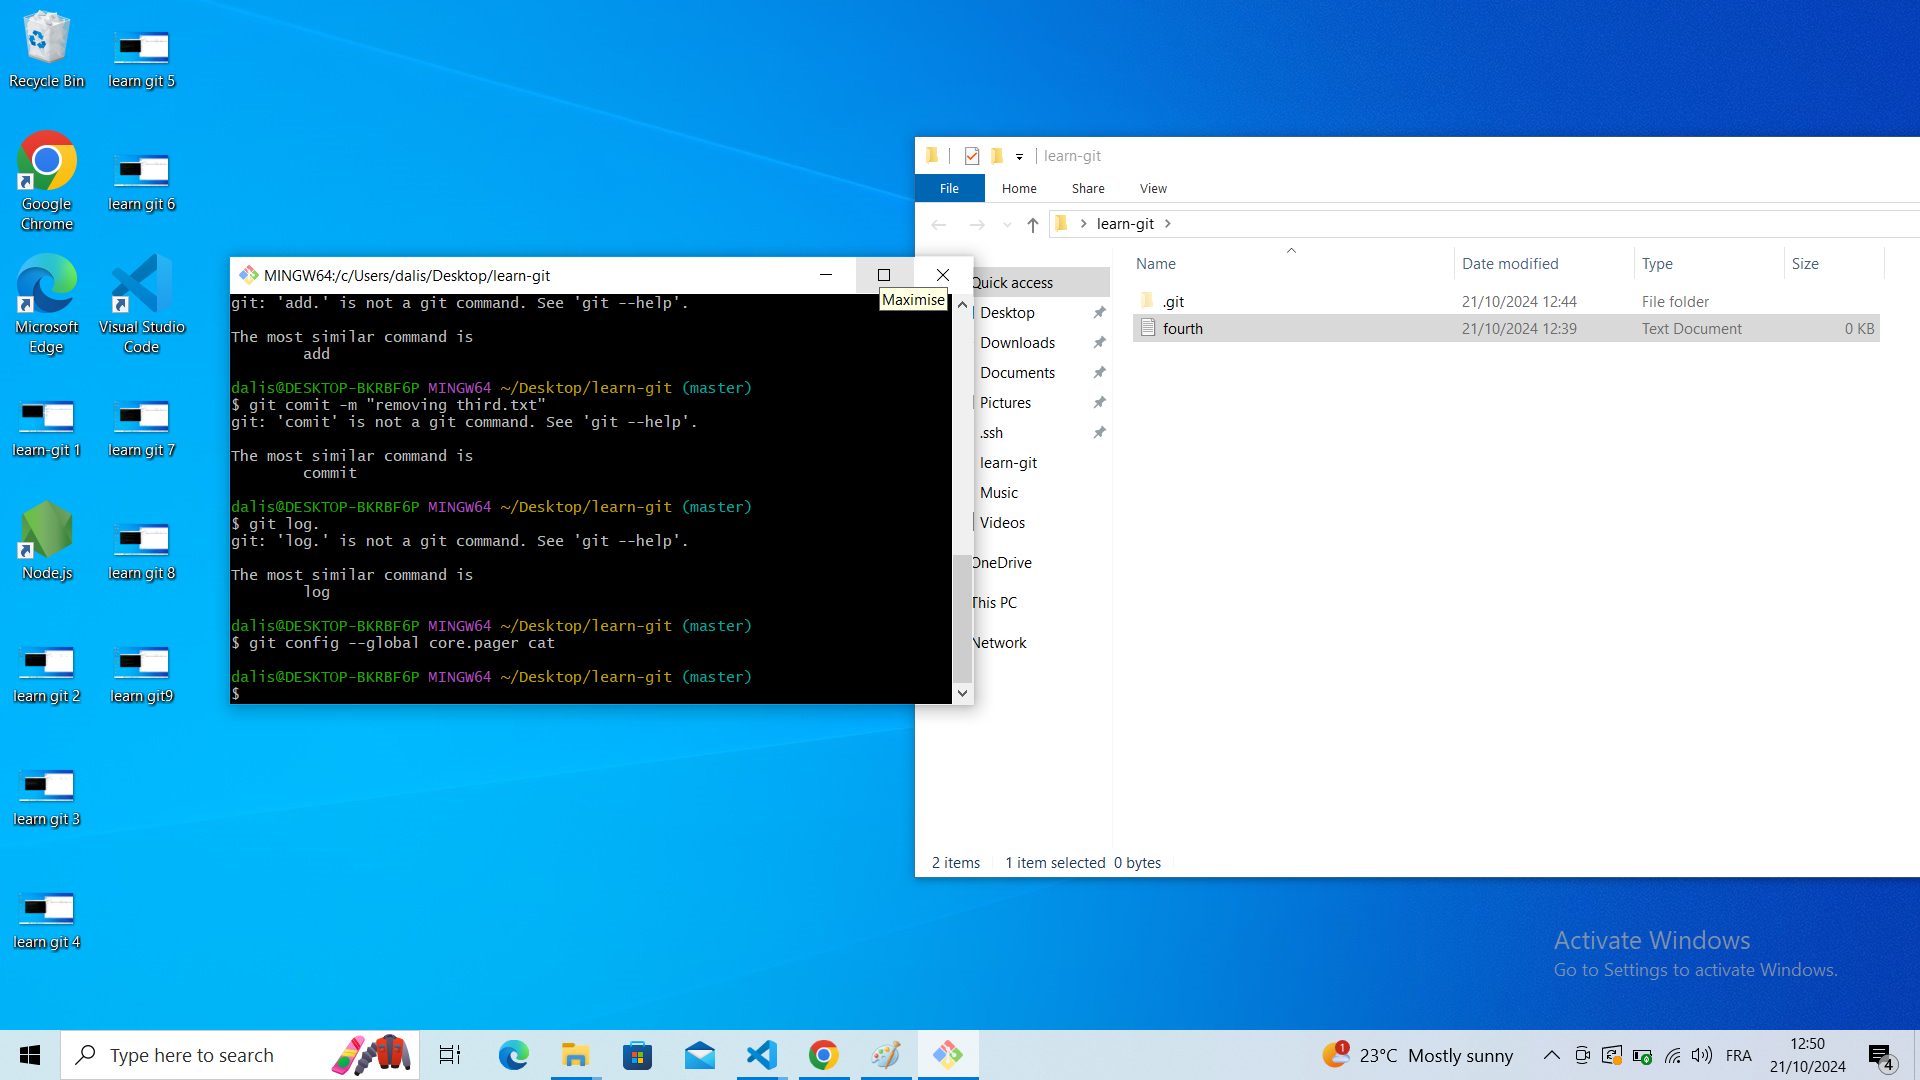 Recycle Bin
learn git 5
Google
Chrome
learn git 6
Microsoft
Edge
Visual Studio
Code
learn-git 1
learn git 7
Node.js
learn git 8
learn git 2
learn git9
learn git 3
learn git 4
MINGW64:/c/Users/dalis/Desktop/learn-git
Maximise
git: 'add.' is not a git command. See 'git --help'.
The most similar command is
add
dalis@DESKTOP-BKRBF6P MINGW64 ~/Desktop/learn-git (master)
$ git comit -m "removing third.txt"
git: 'comit' is not a git command. See 'git --help'.
The most similar command is
commit
dalis@DESKTOP-BKRBF6P MINGW64 ~/Desktop/learn-git (master)
$ git log.
git: 'log.' is not a git command. See 'git --help'.
The most similar command is
log
dalis@DESKTOP-BKRBF6P MINGW64 ~/Desktop/learn-git (master)
$ git config --global core.pager cat
dalis@DESKTOP-BKRBF6P MINGW64 ~/Desktop/learn-git (master)
$
learn-git
File Home Share View
learn-git
Name Date modified Type Size
.git 21/10/2024 12:44 File folder
fourth 21/10/2024 12:39 Text Document 0 KB
Quick access
Desktop
Downloads
Documents
Pictures
.ssh
learn-git
Music
Videos
OneDrive
This PC
Network
2 items 1 item selected 0 bytes
Activate Windows
Go to Settings to activate Windows.
Type here to search
1
23°C Mostly sunny
FRA
12:50
21/10/2024
4